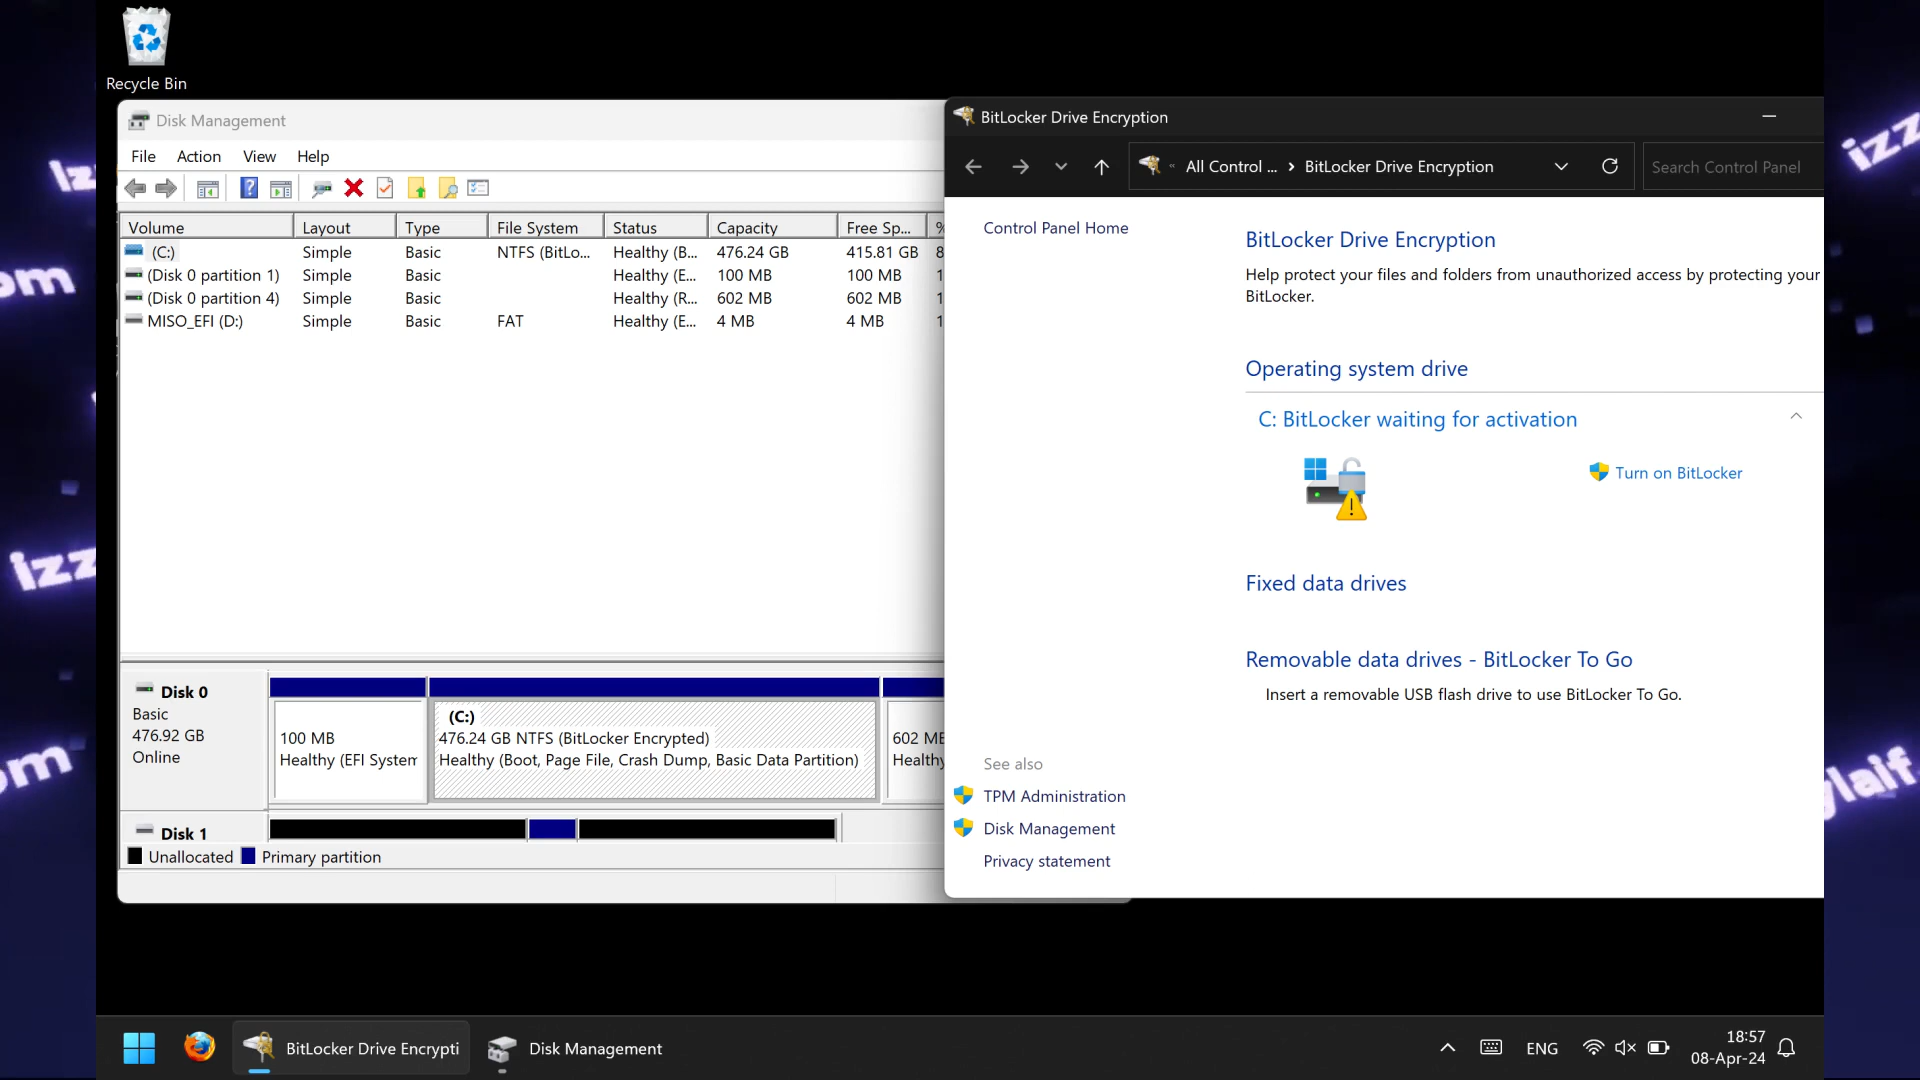 Recycle Bin
Disk Management
File Action View Help
Volume Layout Type File System Status Capacity Free Sp... %
(C:) Simple Basic NTFS (BitLo... Healthy (B... 476.24 GB 415.81 GB 8
(Disk 0 partition 1) Simple Basic Healthy (E... 100 MB 100 MB 1
(Disk 0 partition 4) Simple Basic Healthy (R... 602 MB 602 MB 1
MISO_EFI (D:) Simple Basic FAT Healthy (E... 4 MB 4 MB 1
Disk 0
Basic
476.92 GB
Online
100 MB
Healthy (EFI System
(C:)
476.24 GB NTFS (BitLocker Encrypted)
Healthy (Boot, Page File, Crash Dump, Basic Data Partition)
602 ME
Healthy
Disk 1
Unallocated Primary partition
BitLocker Drive Encryption
« All Control ... › BitLocker Drive Encryption
Search Control Panel
Control Panel Home
BitLocker Drive Encryption
Help protect your files and folders from unauthorized access by protecting your
BitLocker.
Operating system drive
C: BitLocker waiting for activation
Turn on BitLocker
Fixed data drives
Removable data drives - BitLocker To Go
Insert a removable USB flash drive to use BitLocker To Go.
See also
TPM Administration
Disk Management
Privacy statement
BitLocker Drive Encrypti
Disk Management
ENG
18:57
08-Apr-24